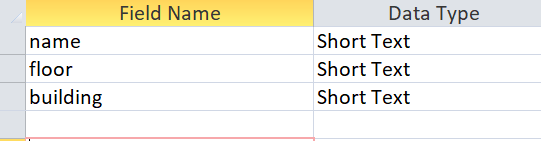 Field Name Data Type
name Short Text
floor Short Text
building Short Text